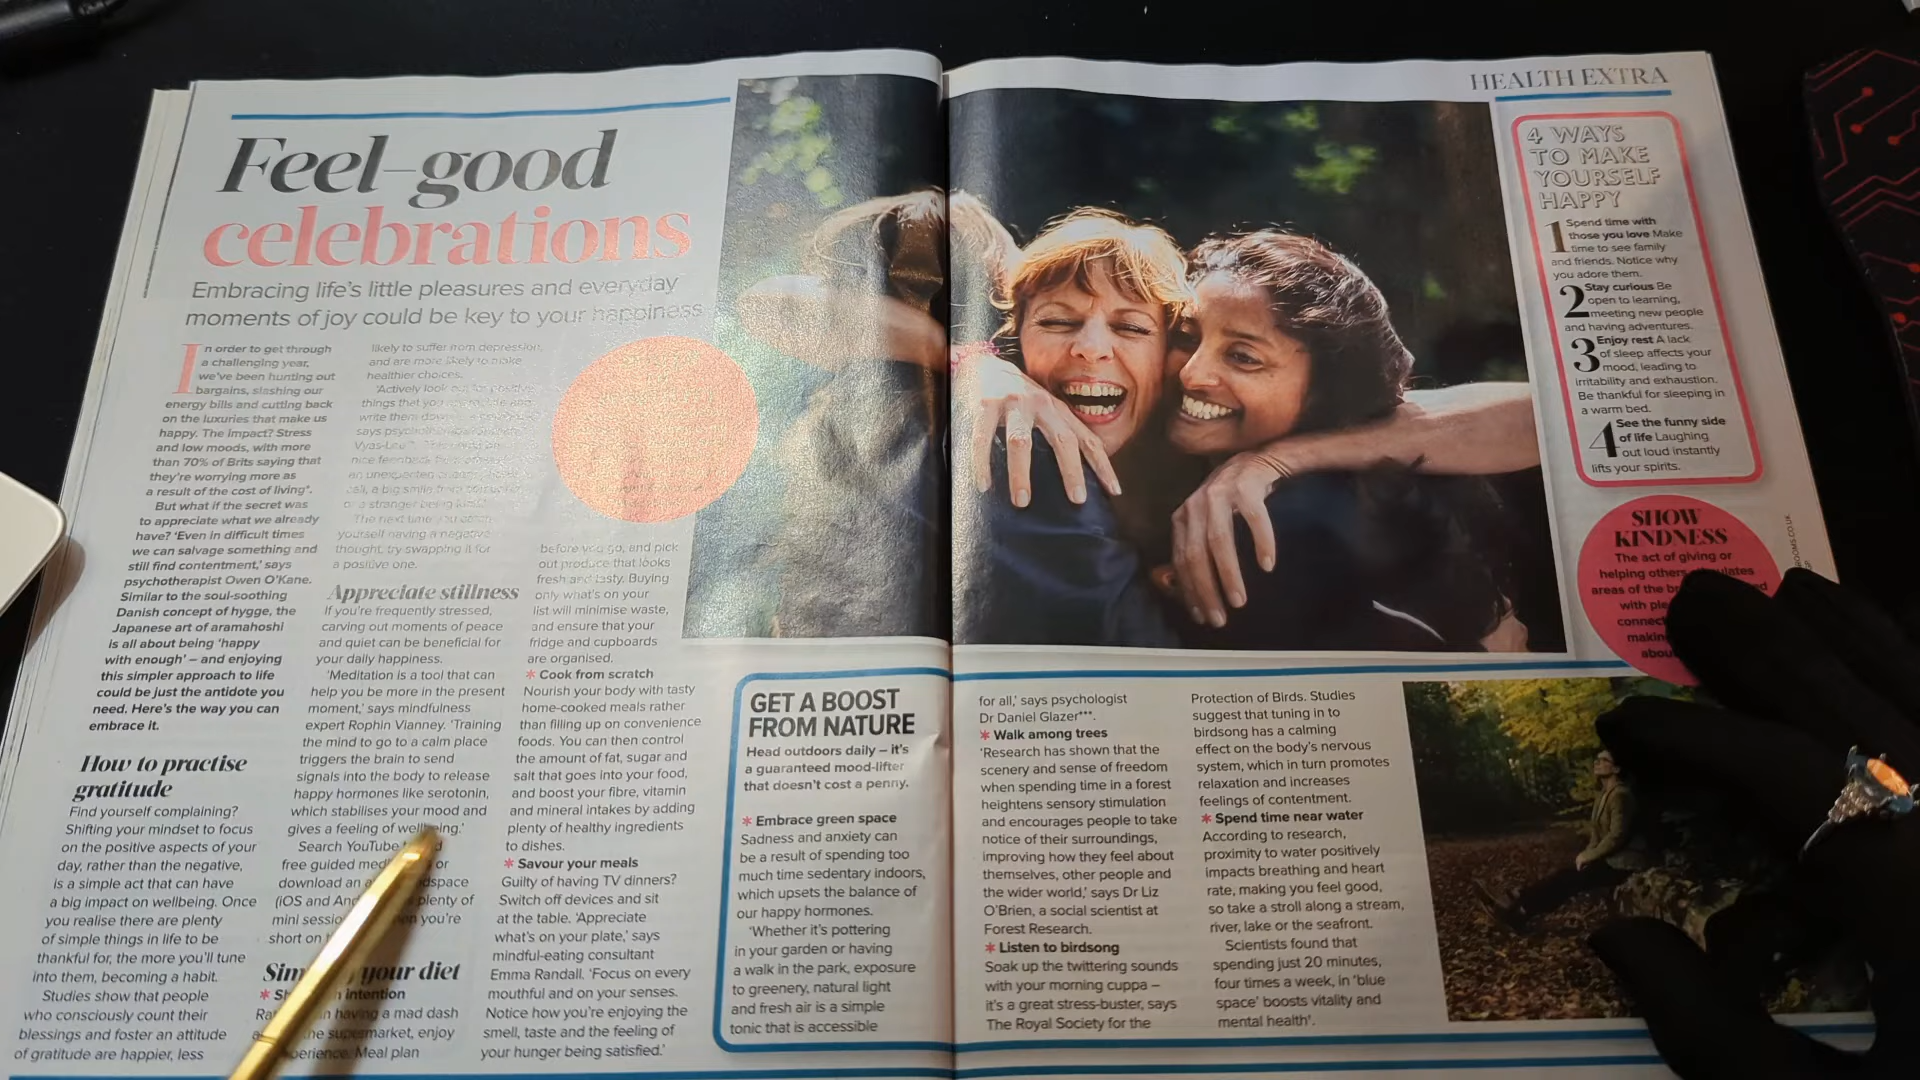 HEALTH EXTRA
Feel-good
celebrations
Embracing life's little pleasures and everyday
moments of joy could be key to your happiness
In order to get through
a challenging year,
we've been hunting out
bargains, slashing our
energy bills and cutting back
on the luxuries that make us
happy. The impact? Stress
and low moods, with more
than 70% of Brits saying that
they're worrying more as
a result of the cost of living*.
But what if the secret was
to appreciate what we already
have? 'Even in difficult times
we can salvage something and
still find contentment,' says
psychotherapist Owen O'Kane.
Similar to the soul-soothing
Danish concept of hygge, the
Japanese art of aramahoshi
is all about being 'happy
with enough' – and enjoying
this simpler approach to life
could be just the antidote you
need. Here's the way you can
embrace it.
How to practise
gratitude
Find yourself complaining?
Shifting your mindset to focus
on the positive aspects of your
day, rather than the negative,
is a simple act that can have
a big impact on wellbeing. Once
you realise there are plenty
of simple things in life to be
thankful for, the more you'll tune
into them, becoming a habit.
Studies show that people
who consciously count their
blessings and foster an attitude
of gratitude are happier, less
likely to suffer from depression,
and are more likely to make
healthier choices.
'Actively look out for positive
things that you
write them down
says
nice feedback
an unexpected
call, a big smile from
or a stranger being
The next time you catch
yourself having a negative
thought, try swapping it for
a positive one.
Appreciate stillness
If you're frequently stressed,
carving out moments of peace
and quiet can be beneficial for
your daily happiness.
'Meditation is a tool that can
help you be more in the present
moment,' says mindfulness
expert Rophin Vianney. 'Training
the mind to go to a calm place
triggers the brain to send
signals into the body to release
happy hormones like serotonin,
which stabilises your mood and
gives a feeling of wellbeing.'
Search YouTube
free guided or
download an
(iOS and plenty of
mini you're
short on
your diet
* intention
having a mad dash
supermarket, enjoy
Meal plan
before you go, and pick
out produce that looks
fresh and tasty. Buying
only what's on your
list will minimise waste,
and ensure that your
fridge and cupboards
are organised.
* Cook from scratch
Nourish your body with tasty
home-cooked meals rather
than filling up on convenience
foods. You can then control
the amount of fat, sugar and
salt that goes into your food,
and boost your fibre, vitamin
and mineral intakes by adding
plenty of healthy ingredients
to dishes.
* Savour your meals
Guilty of having TV dinners?
Switch off devices and sit
at the table. 'Appreciate
what's on your plate,' says
mindful-eating consultant
Emma Randall. 'Focus on every
mouthful and on your senses.
Notice how you're enjoying the
smell, taste and the feeling of
your hunger being satisfied.'
GET A BOOST
FROM NATURE
Head outdoors daily – it's
a guaranteed mood-lifter
that doesn't cost a penny.
* Embrace green space
Sadness and anxiety can
be a result of spending too
much time sedentary indoors,
which upsets the balance of
our happy hormones.
'Whether it's pottering
in your garden or having
a walk in the park, exposure
to greenery, natural light
and fresh air is a simple
tonic that is accessible
for all,' says psychologist
Dr Daniel Glazer***.
* Walk among trees
'Research has shown that the
scenery and sense of freedom
when spending time in a forest
heightens sensory stimulation
and encourages people to take
notice of their surroundings,
improving how they feel about
themselves, other people and
the wider world,' says Dr Liz
O'Brien, a social scientist at
Forest Research.
* Listen to birdsong
Soak up the twittering sounds
with your morning cuppa –
it's a great stress-buster, says
The Royal Society for the
Protection of Birds. Studies
suggest that tuning in to
birdsong has a calming
effect on the body's nervous
system, which in turn promotes
relaxation and increases
feelings of contentment.
* Spend time near water
According to research,
proximity to water positively
impacts breathing and heart
rate, making you feel good,
so take a stroll along a stream,
river, lake or the seafront.
Scientists found that
spending just 20 minutes,
four times a week, in 'blue
space' boosts vitality and
mental health†.
4 WAYS
TO MAKE
YOURSELF
HAPPY
1 Spend time with
those you love Make
time to see family
and friends. Notice why
you adore them.
2 Stay curious Be
open to learning,
meeting new people
and having adventures.
3 Enjoy rest A lack
of sleep affects your
mood, leading to
irritability and exhaustion.
Be thankful for sleeping in
a warm bed.
4 See the funny side
of life Laughing
out loud instantly
lifts your spirits.
SHOW
KINDNESS
The act of giving or
helping others
areas of the
with